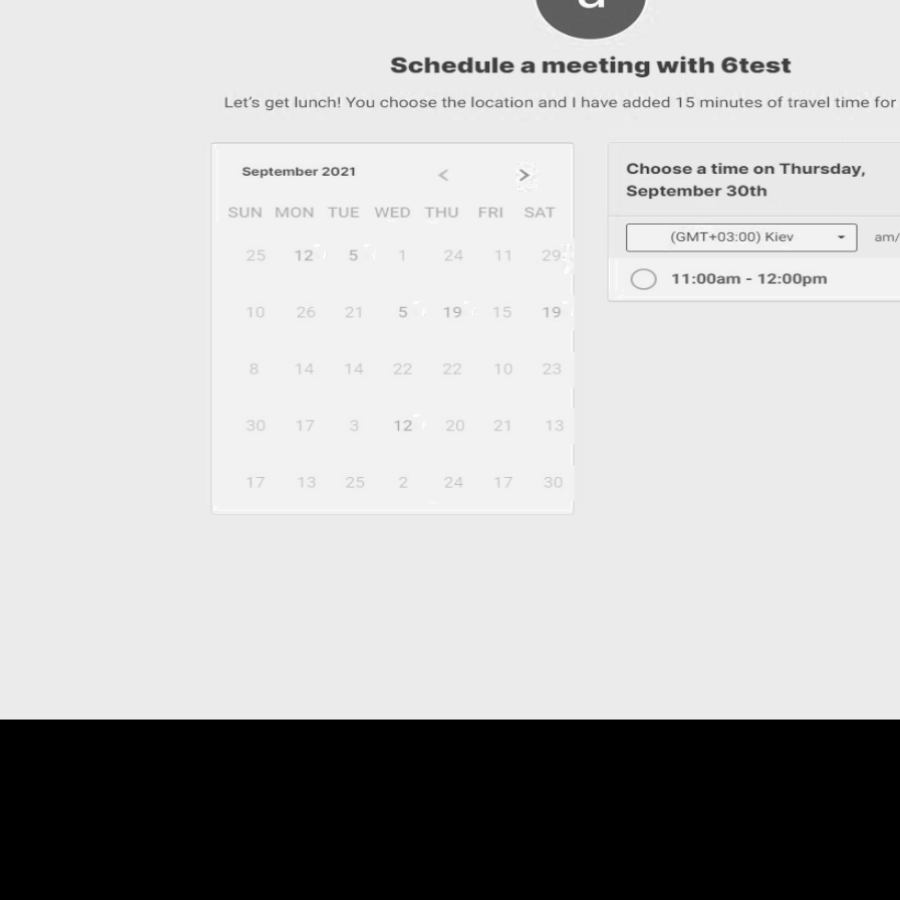 a
Schedule a meeting with 6test
Let's get lunch! You choose the location and I have added 15 minutes of travel time for
September 2021 < >
SUN MON TUE WED THU FRI SAT
25 12 5 1 24 11 29
10 26 21 5 19 15 19
8 14 14 22 22 10 23
30 17 3 12 20 21 13
17 13 25 2 24 17 30
Choose a time on Thursday,
September 30th
(GMT+03:00) Kiev am/
11:00am - 12:00pm